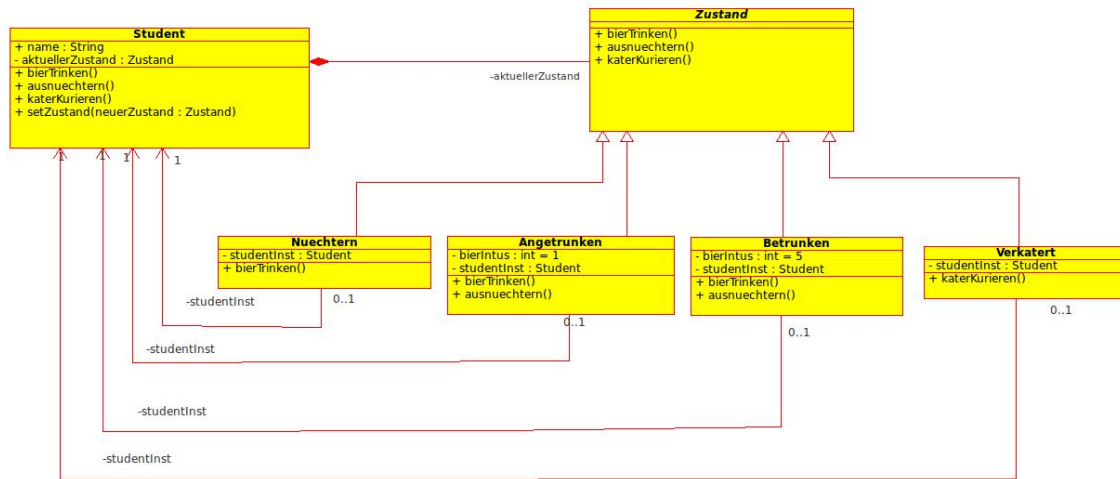 Student
+ name : String
- aktuellerZustand : Zustand
+ bierTrinken()
+ ausnuechtern()
+ katerKurieren()
+ setZustand(neuerZustand : Zustand)
-aktuellerZustand
Zustand
+ bierTrinken()
+ ausnuechtern()
+ katerKurieren()
1
1
1
1
Nuechtern
- studentInst : Student
+ bierTrinken()
Angetrunken
- bierIntus : int = 1
- studentInst : Student
+ bierTrinken()
+ ausnuechtern()
Betrunken
- bierIntus : int = 5
- studentInst : Student
+ bierTrinken()
+ ausnuechtern()
Verkatert
- studentInst : Student
+ katerKurieren()
-studentInst
0..1
0..1
0..1
0..1
-studentInst
-studentInst
-studentInst